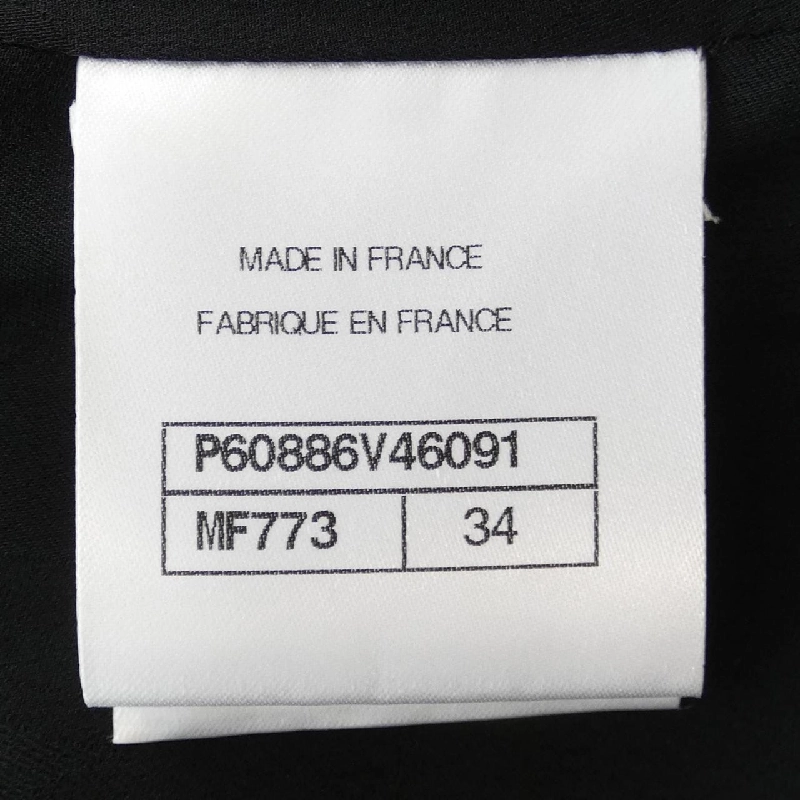 MADE IN FRANCE
FABRIQUE EN FRANCE
P60886V46091
MF773 34